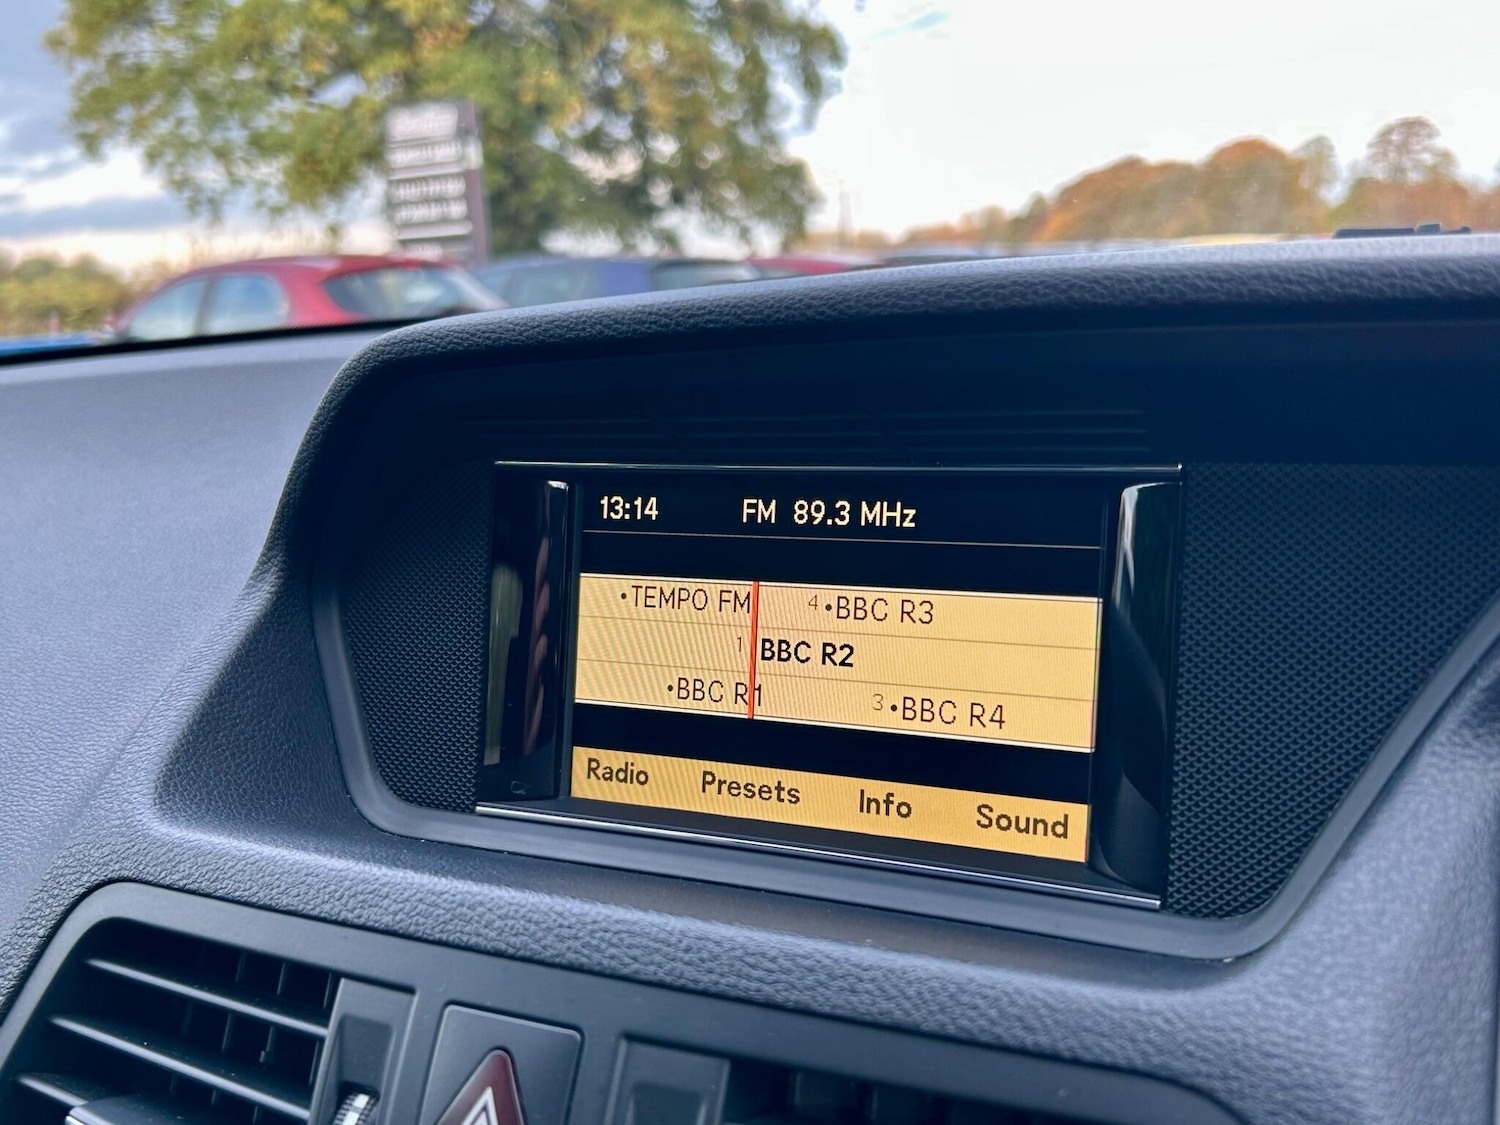 13:14 FM 89.3 MHz
•TEMPO FM 4 •BBC R3
1 BBC R2
•BBC R1 3 •BBC R4
Radio Presets Info Sound